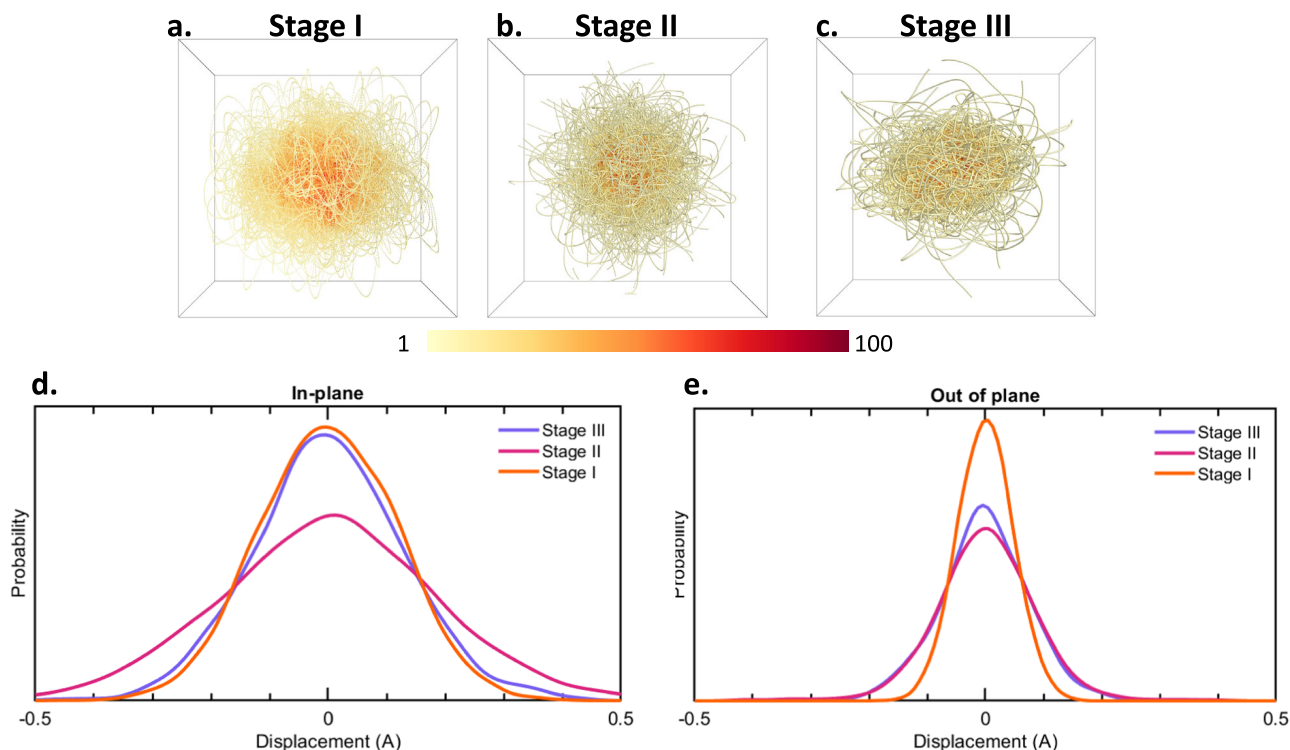 a. Stage I
b. Stage II
c. Stage III
1 100
d.
In-plane
Stage III
Stage II
Stage I
Probability
-0.5 0 0.5
Displacement (A)
e.
Out of plane
Stage III
Stage II
Stage I
Probability
-0.5 0 0.5
Displacement (A)